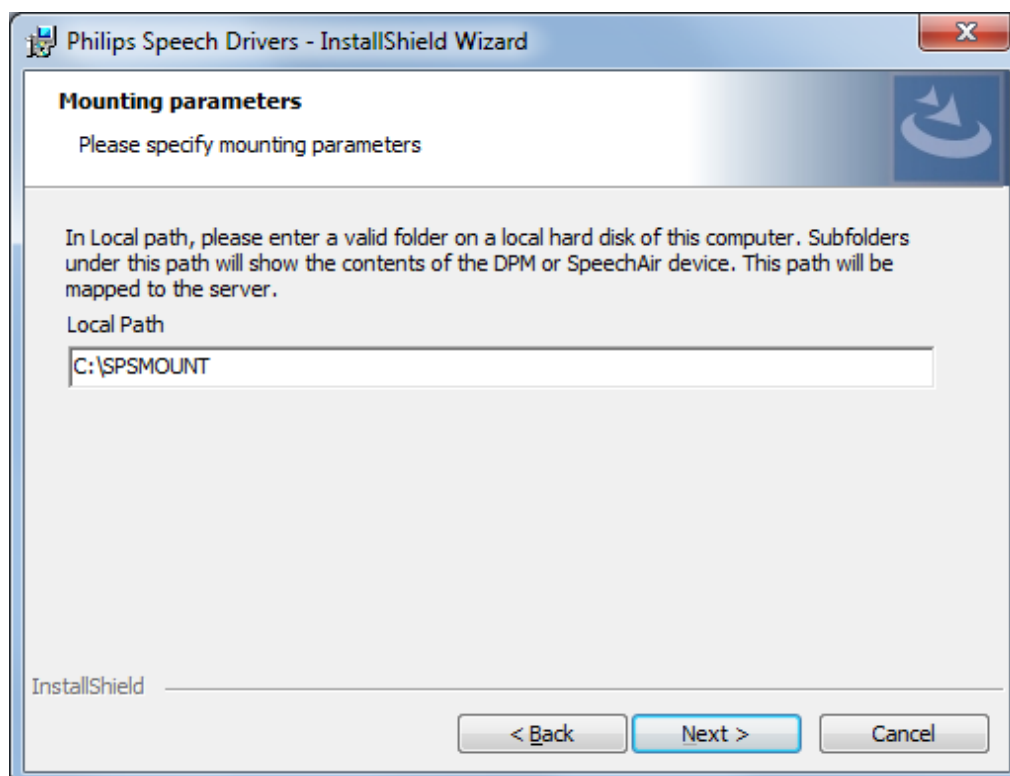 Philips Speech Drivers - InstallShield Wizard
Mounting parameters
Please specify mounting parameters
In Local path, please enter a valid folder on a local hard disk of this computer. Subfolders
under this path will show the contents of the DPM or SpeechAir device. This path will be
mapped to the server.
Local Path
C:\SPSMOUNT
InstallShield
< Back
Next >
Cancel